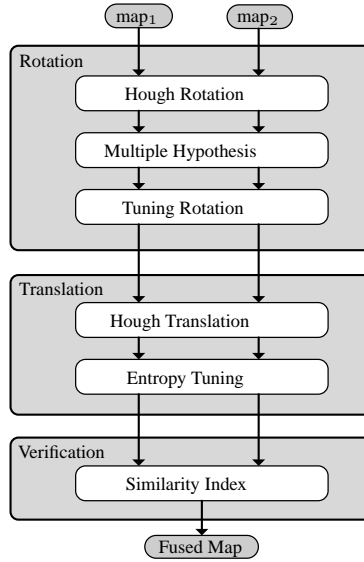 map₁ map₂
Rotation
Hough Rotation
Multiple Hypothesis
Tuning Rotation
Translation
Hough Translation
Entropy Tuning
Verification
Similarity Index
Fused Map